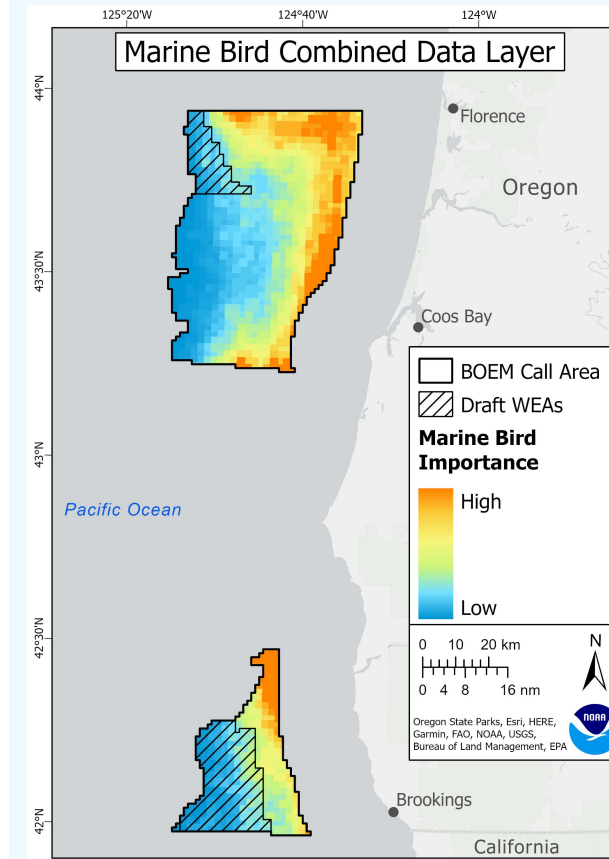 125°20'W 124°40'W 124°W
Marine Bird Combined Data Layer
44°N
Florence
Oregon
43°30'N
Coos Bay
BOEM Call Area
Draft WEAs
Marine Bird
Importance
High
Low
43°N
Pacific Ocean
42°30'N
0 10 20 km
0 4 8 16 nm
N
Oregon State Parks, Esri, HERE,
Garmin, FAO, NOAA, USGS,
Bureau of Land Management, EPA
NOAA
Brookings
42°N
California